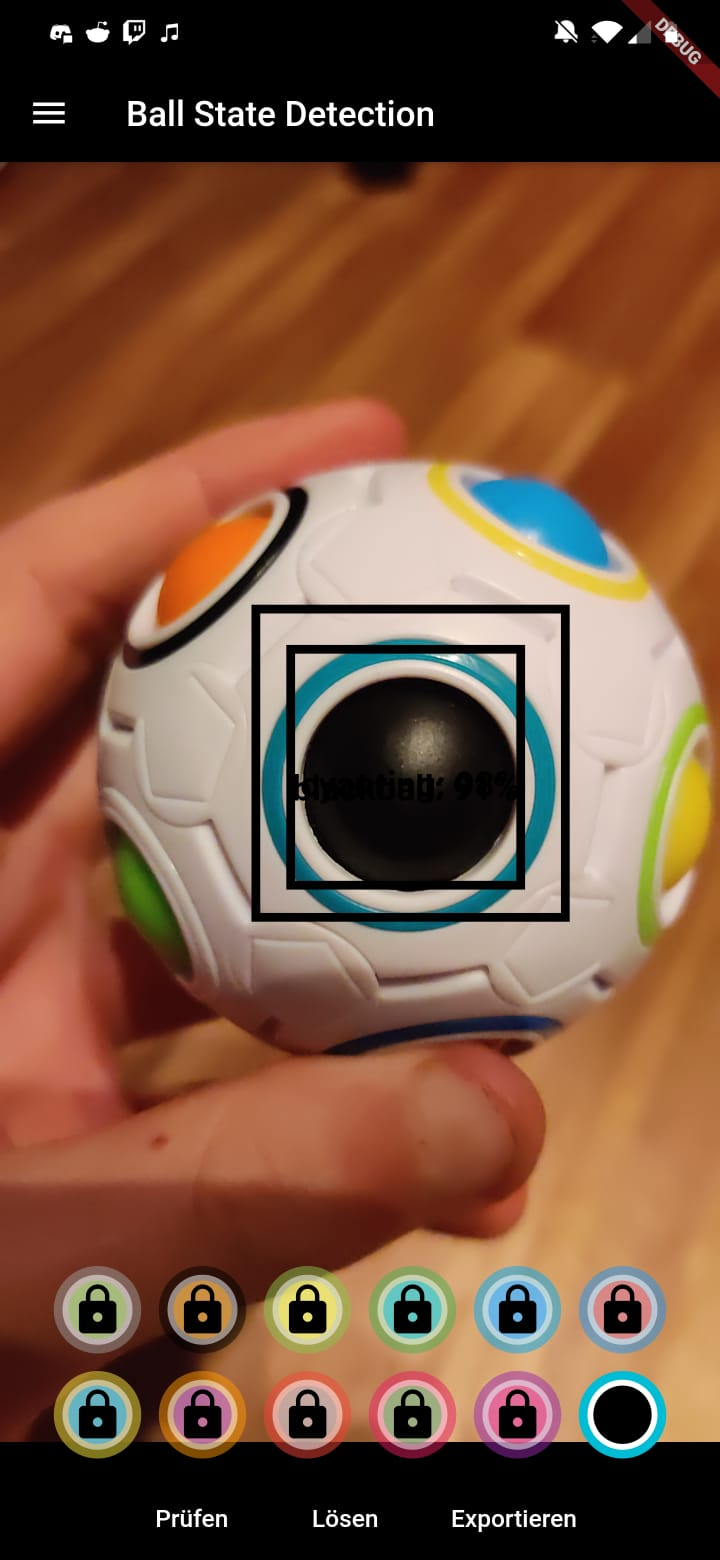 DEBUG
Ball State Detection
Prüfen Lösen Exportieren